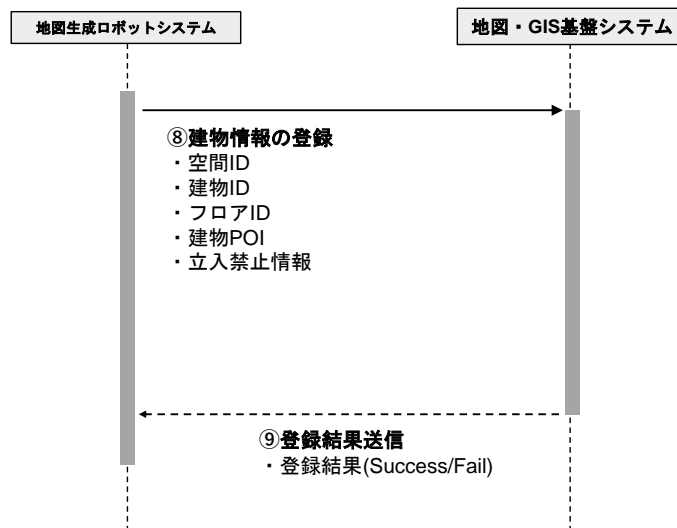 地図生成ロボットシステム
地図・GIS基盤システム
⑧建物情報の登録
・空間ID
・建物ID
・フロアID
・建物POI
・立入禁止情報
⑨登録結果送信
・登録結果(Success/Fail)